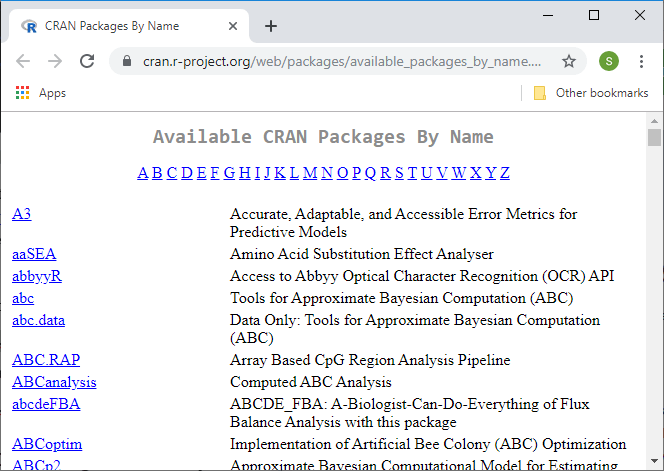 CRAN Packages By Name
cran.r-project.org/web/packages/available_packages_by_name....
S
Apps
Other bookmarks
Available CRAN Packages By Name
A B C D E F G H I J K L M N O P Q R S T U V W X Y Z
A3 Accurate, Adaptable, and Accessible Error Metrics for
Predictive Models
aaSEA Amino Acid Substitution Effect Analyser
abbyyR Access to Abbyy Optical Character Recognition (OCR) API
abc Tools for Approximate Bayesian Computation (ABC)
abc.data Data Only: Tools for Approximate Bayesian Computation
(ABC)
ABC.RAP Array Based CpG Region Analysis Pipeline
ABCanalysis Computed ABC Analysis
abcdeFBA ABCDE_FBA: A-Biologist-Can-Do-Everything of Flux
Balance Analysis with this package
ABCoptim Implementation of Artificial Bee Colony (ABC) Optimization
ABCp2 Approximate Bayesian Computational Model for Estimating